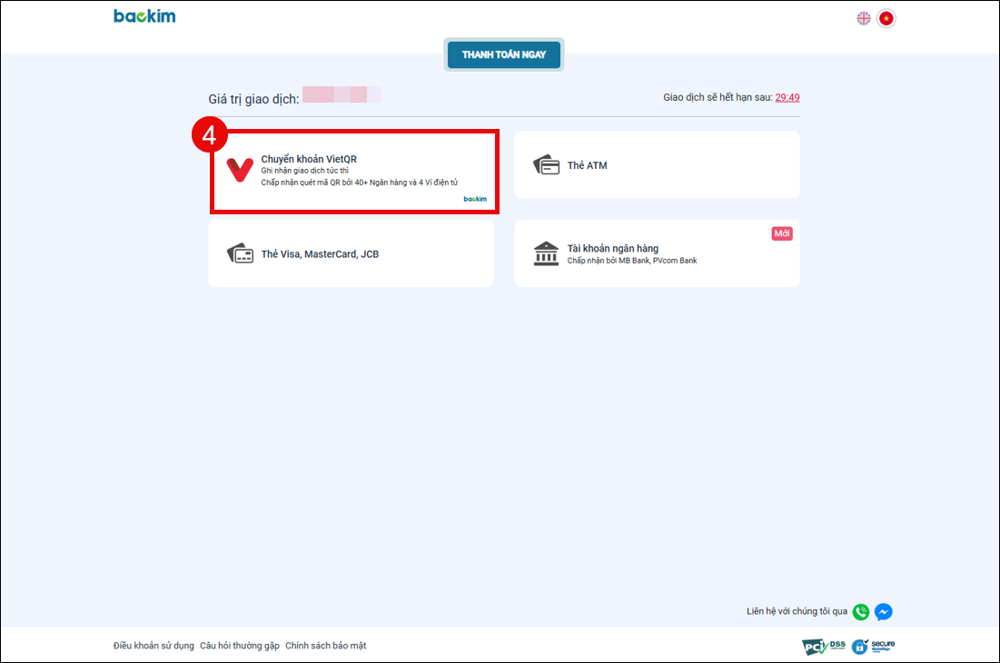 baokim
THANH TOÁN NGAY
Giá trị giao dịch:
Giao dịch sẽ hết hạn sau: 29:49
4
Chuyển khoản VietQR
Ghi nhận giao dịch tức thì
Chấp nhận quét mã QR bởi 40+ Ngân hàng và 4 Ví điện tử
baokim
Thẻ ATM
Thẻ Visa, MasterCard, JCB
Mới
Tài khoản ngân hàng
Chấp nhận bởi MB Bank, PVcom Bank
Liên hệ với chúng tôi qua
Điều khoản sử dụng Câu hỏi thường gặp Chính sách bảo mật
PCI DSS
secure
GlobalSign